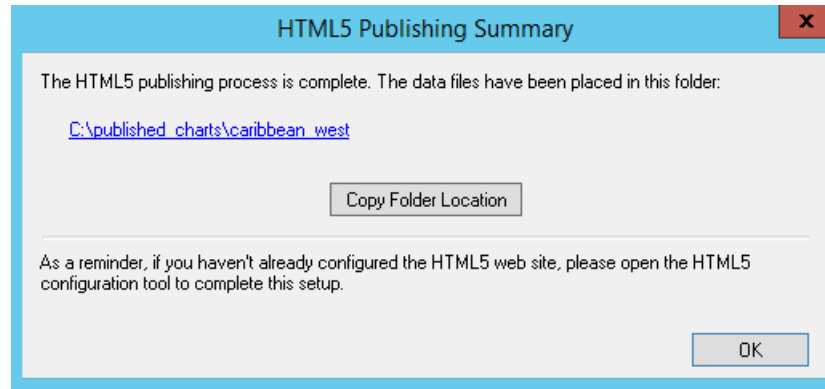 HTML5 Publishing Summary
x
The HTML5 publishing process is complete. The data files have been placed in this folder:
C:\published_charts\caribbean_west
Copy Folder Location
As a reminder, if you haven't already configured the HTML5 web site, please open the HTML5
configuration tool to complete this setup.
OK